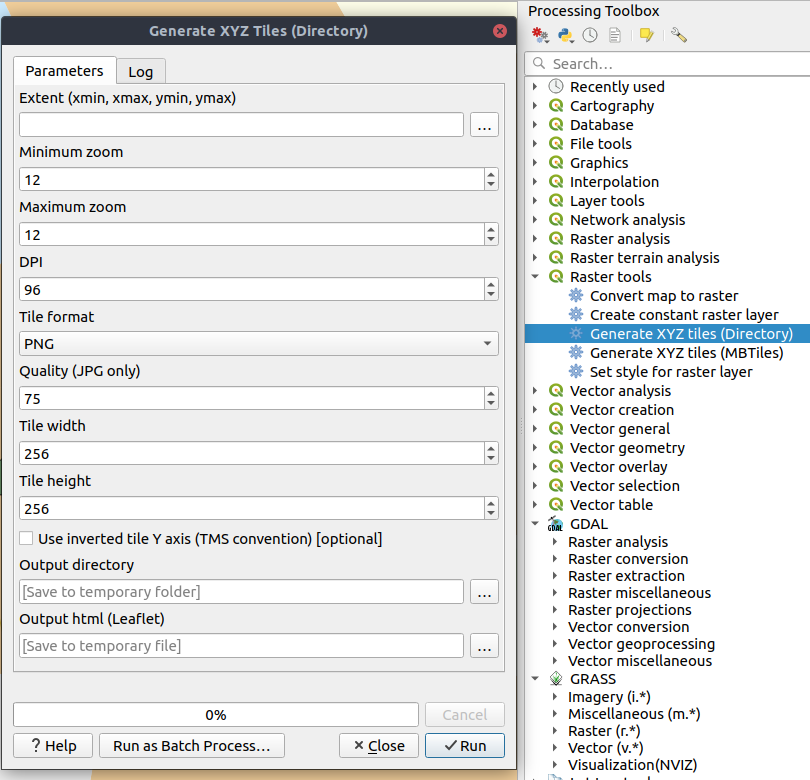 Generate XYZ Tiles (Directory)
Parameters
Log
Extent (xmin, xmax, ymin, ymax)
...
Minimum zoom
12
Maximum zoom
12
DPI
96
Tile format
PNG
Quality (JPG only)
75
Tile width
256
Tile height
256
Use inverted tile Y axis (TMS convention) [optional]
Output directory
[Save to temporary folder]
...
Output html (Leaflet)
[Save to temporary file]
...
0%
Cancel
? Help
Run as Batch Process...
Close
Run
Processing Toolbox
Search...
Recently used
Cartography
Database
File tools
Graphics
Interpolation
Layer tools
Network analysis
Raster analysis
Raster terrain analysis
Raster tools
Convert map to raster
Create constant raster layer
Generate XYZ tiles (Directory)
Generate XYZ tiles (MBTiles)
Set style for raster layer
Vector analysis
Vector creation
Vector general
Vector geometry
Vector overlay
Vector selection
Vector table
GDAL
Raster analysis
Raster conversion
Raster extraction
Raster miscellaneous
Raster projections
Vector conversion
Vector geoprocessing
Vector miscellaneous
GRASS
Imagery (i.*)
Miscellaneous (m.*)
Raster (r.*)
Vector (v.*)
Visualization(NVIZ)